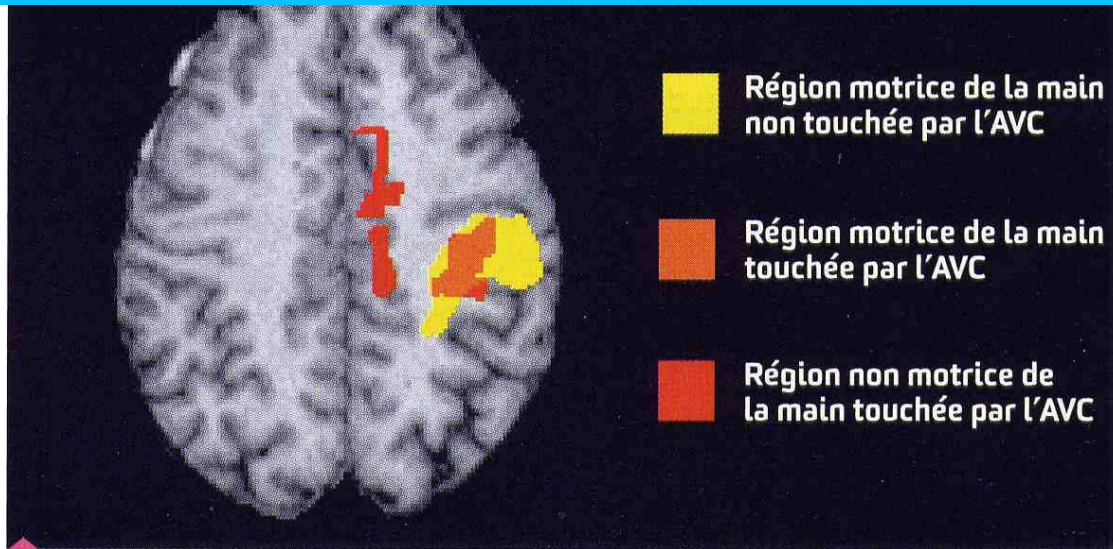 Région motrice de la main
non touchée par l'AVC
Région motrice de la main
touchée par l'AVC
Région non motrice de
la main touchée par l'AVC